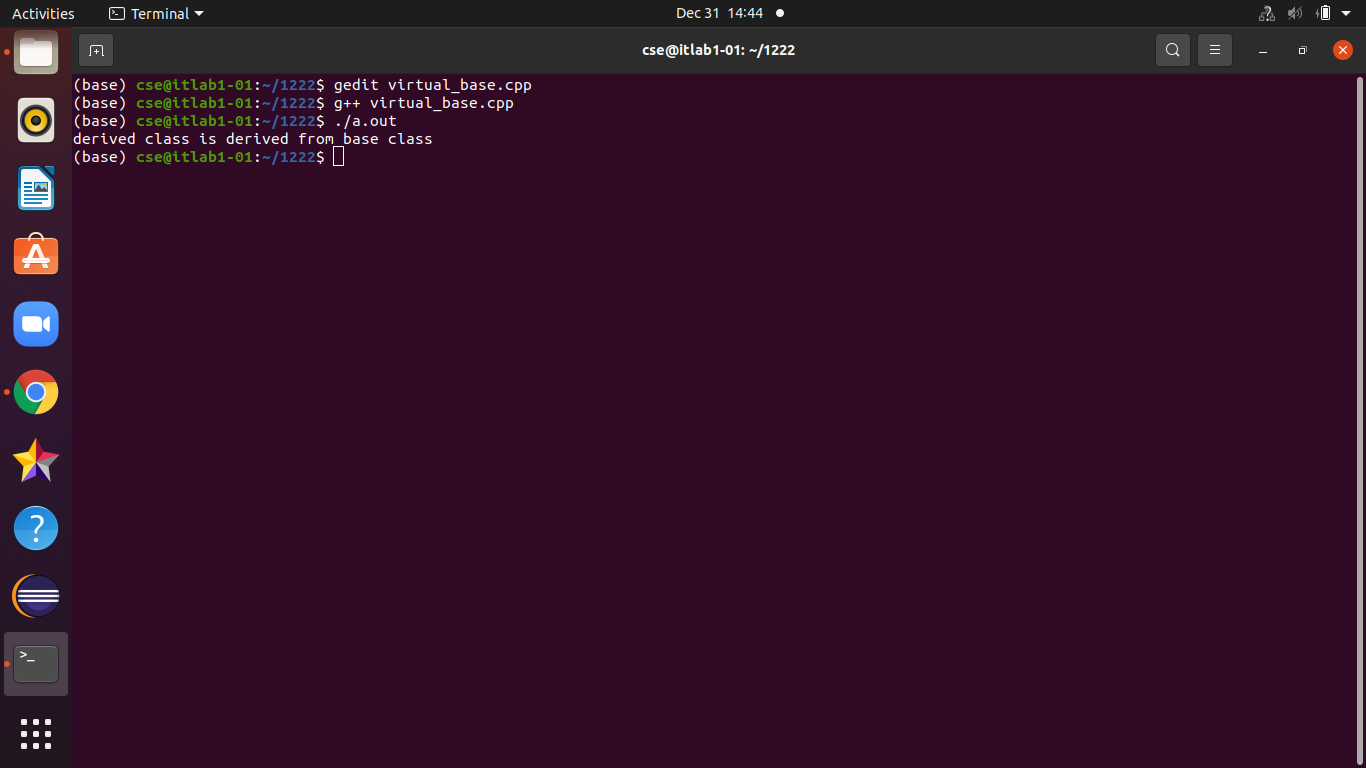 Activities Terminal Dec 31 14:44
cse@itlab1-01: ~/1222
(base) cse@itlab1-01:~/1222$ gedit virtual_base.cpp
(base) cse@itlab1-01:~/1222$ g++ virtual_base.cpp
(base) cse@itlab1-01:~/1222$ ./a.out
derived class is derived from base class
(base) cse@itlab1-01:~/1222$